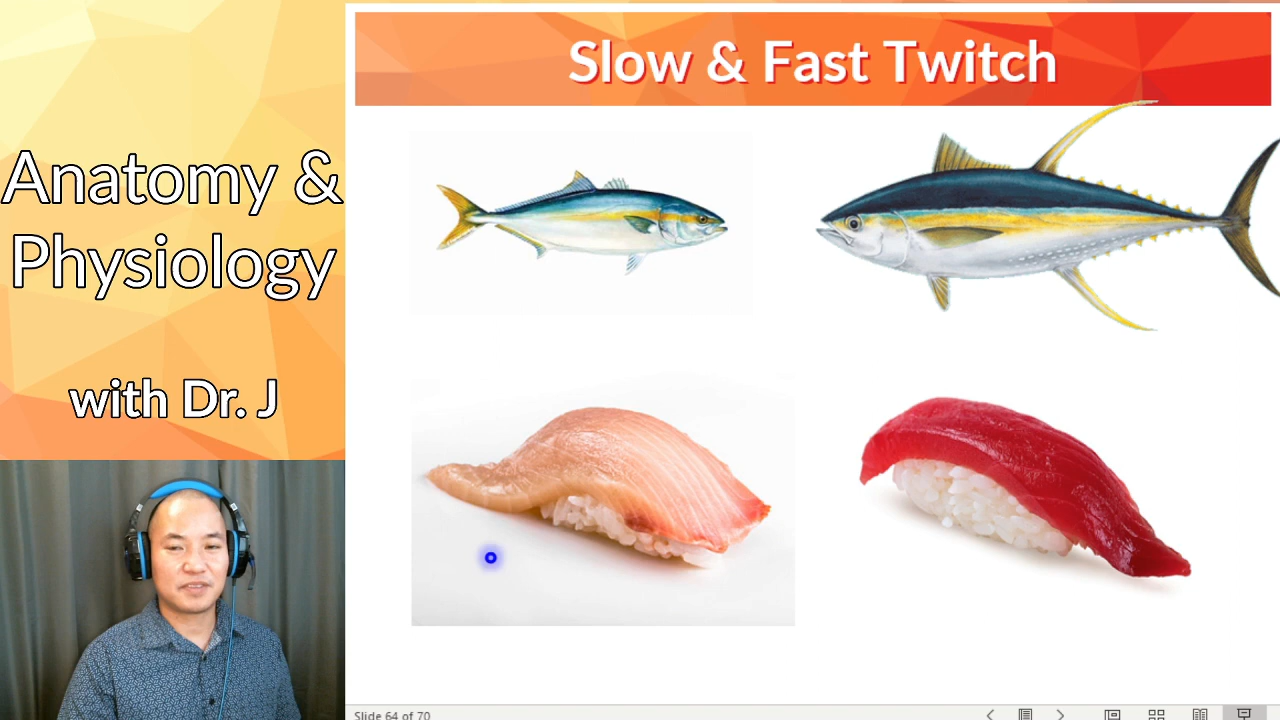 Slow & Fast Twitch
Anatomy &
Physiology
with Dr. J
Slide 64 of 70